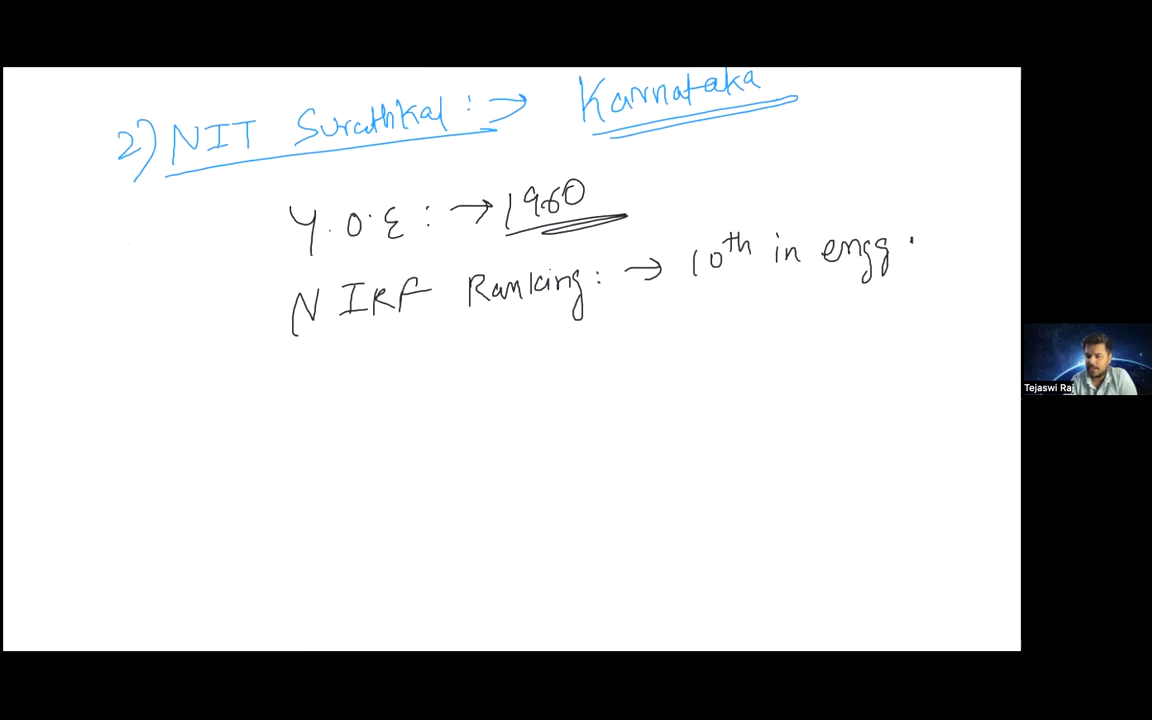 2) NIT Surathkal : → Karnataka
Y.O.E : → 1960
NIRF Ranking : → 10th in engg .
Tejaswi Raj